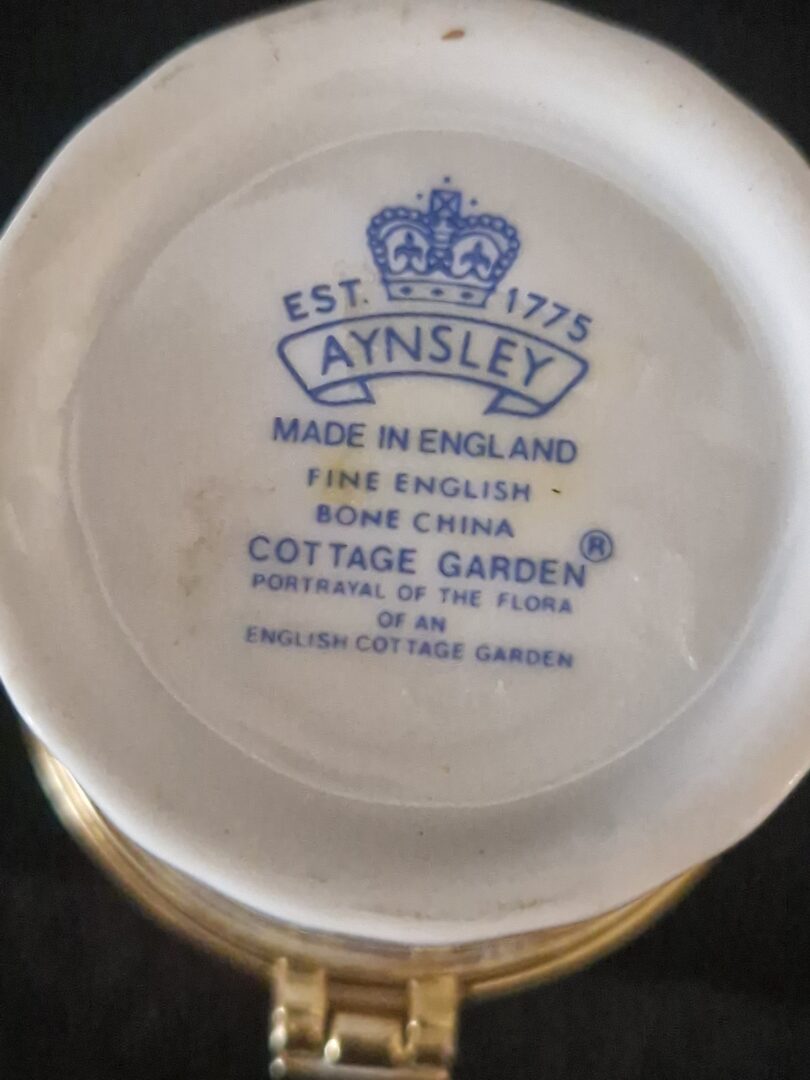 EST. 1775
AYNSLEY
MADE IN ENGLAND
FINE ENGLISH
BONE CHINA
COTTAGE GARDEN®
PORTRAYAL OF THE FLORA
OF AN
ENGLISH COTTAGE GARDEN